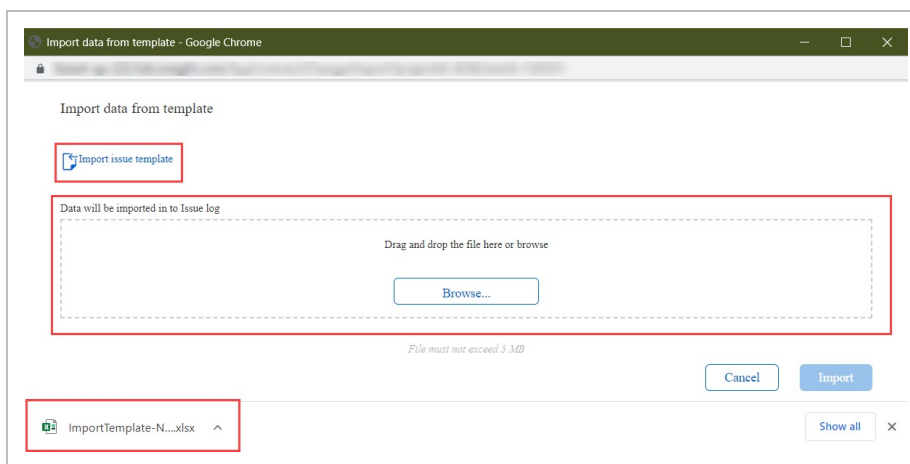 Import data from template - Google Chrome
Import data from template
Import issue template
Data will be imported in to Issue log
Drag and drop the file here or browse
Browse...
File must not exceed 5 MB
Cancel
Import
ImportTemplate-N....xlsx
Show all